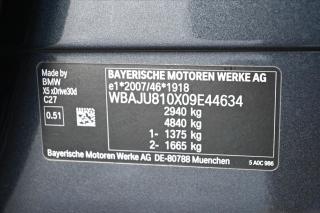 BAYERISCHE MOTOREN WERKE AG
e1*2007/46*1918
WBAJU810X09E44634
Made by
BMW
X5 xDrive30d
C27
0.51
2940 kg
4840 kg
1- 1375 kg
2- 1665 kg
Bayerische Motoren Werke AG DE-80788 Muenchen
5 A0C 986